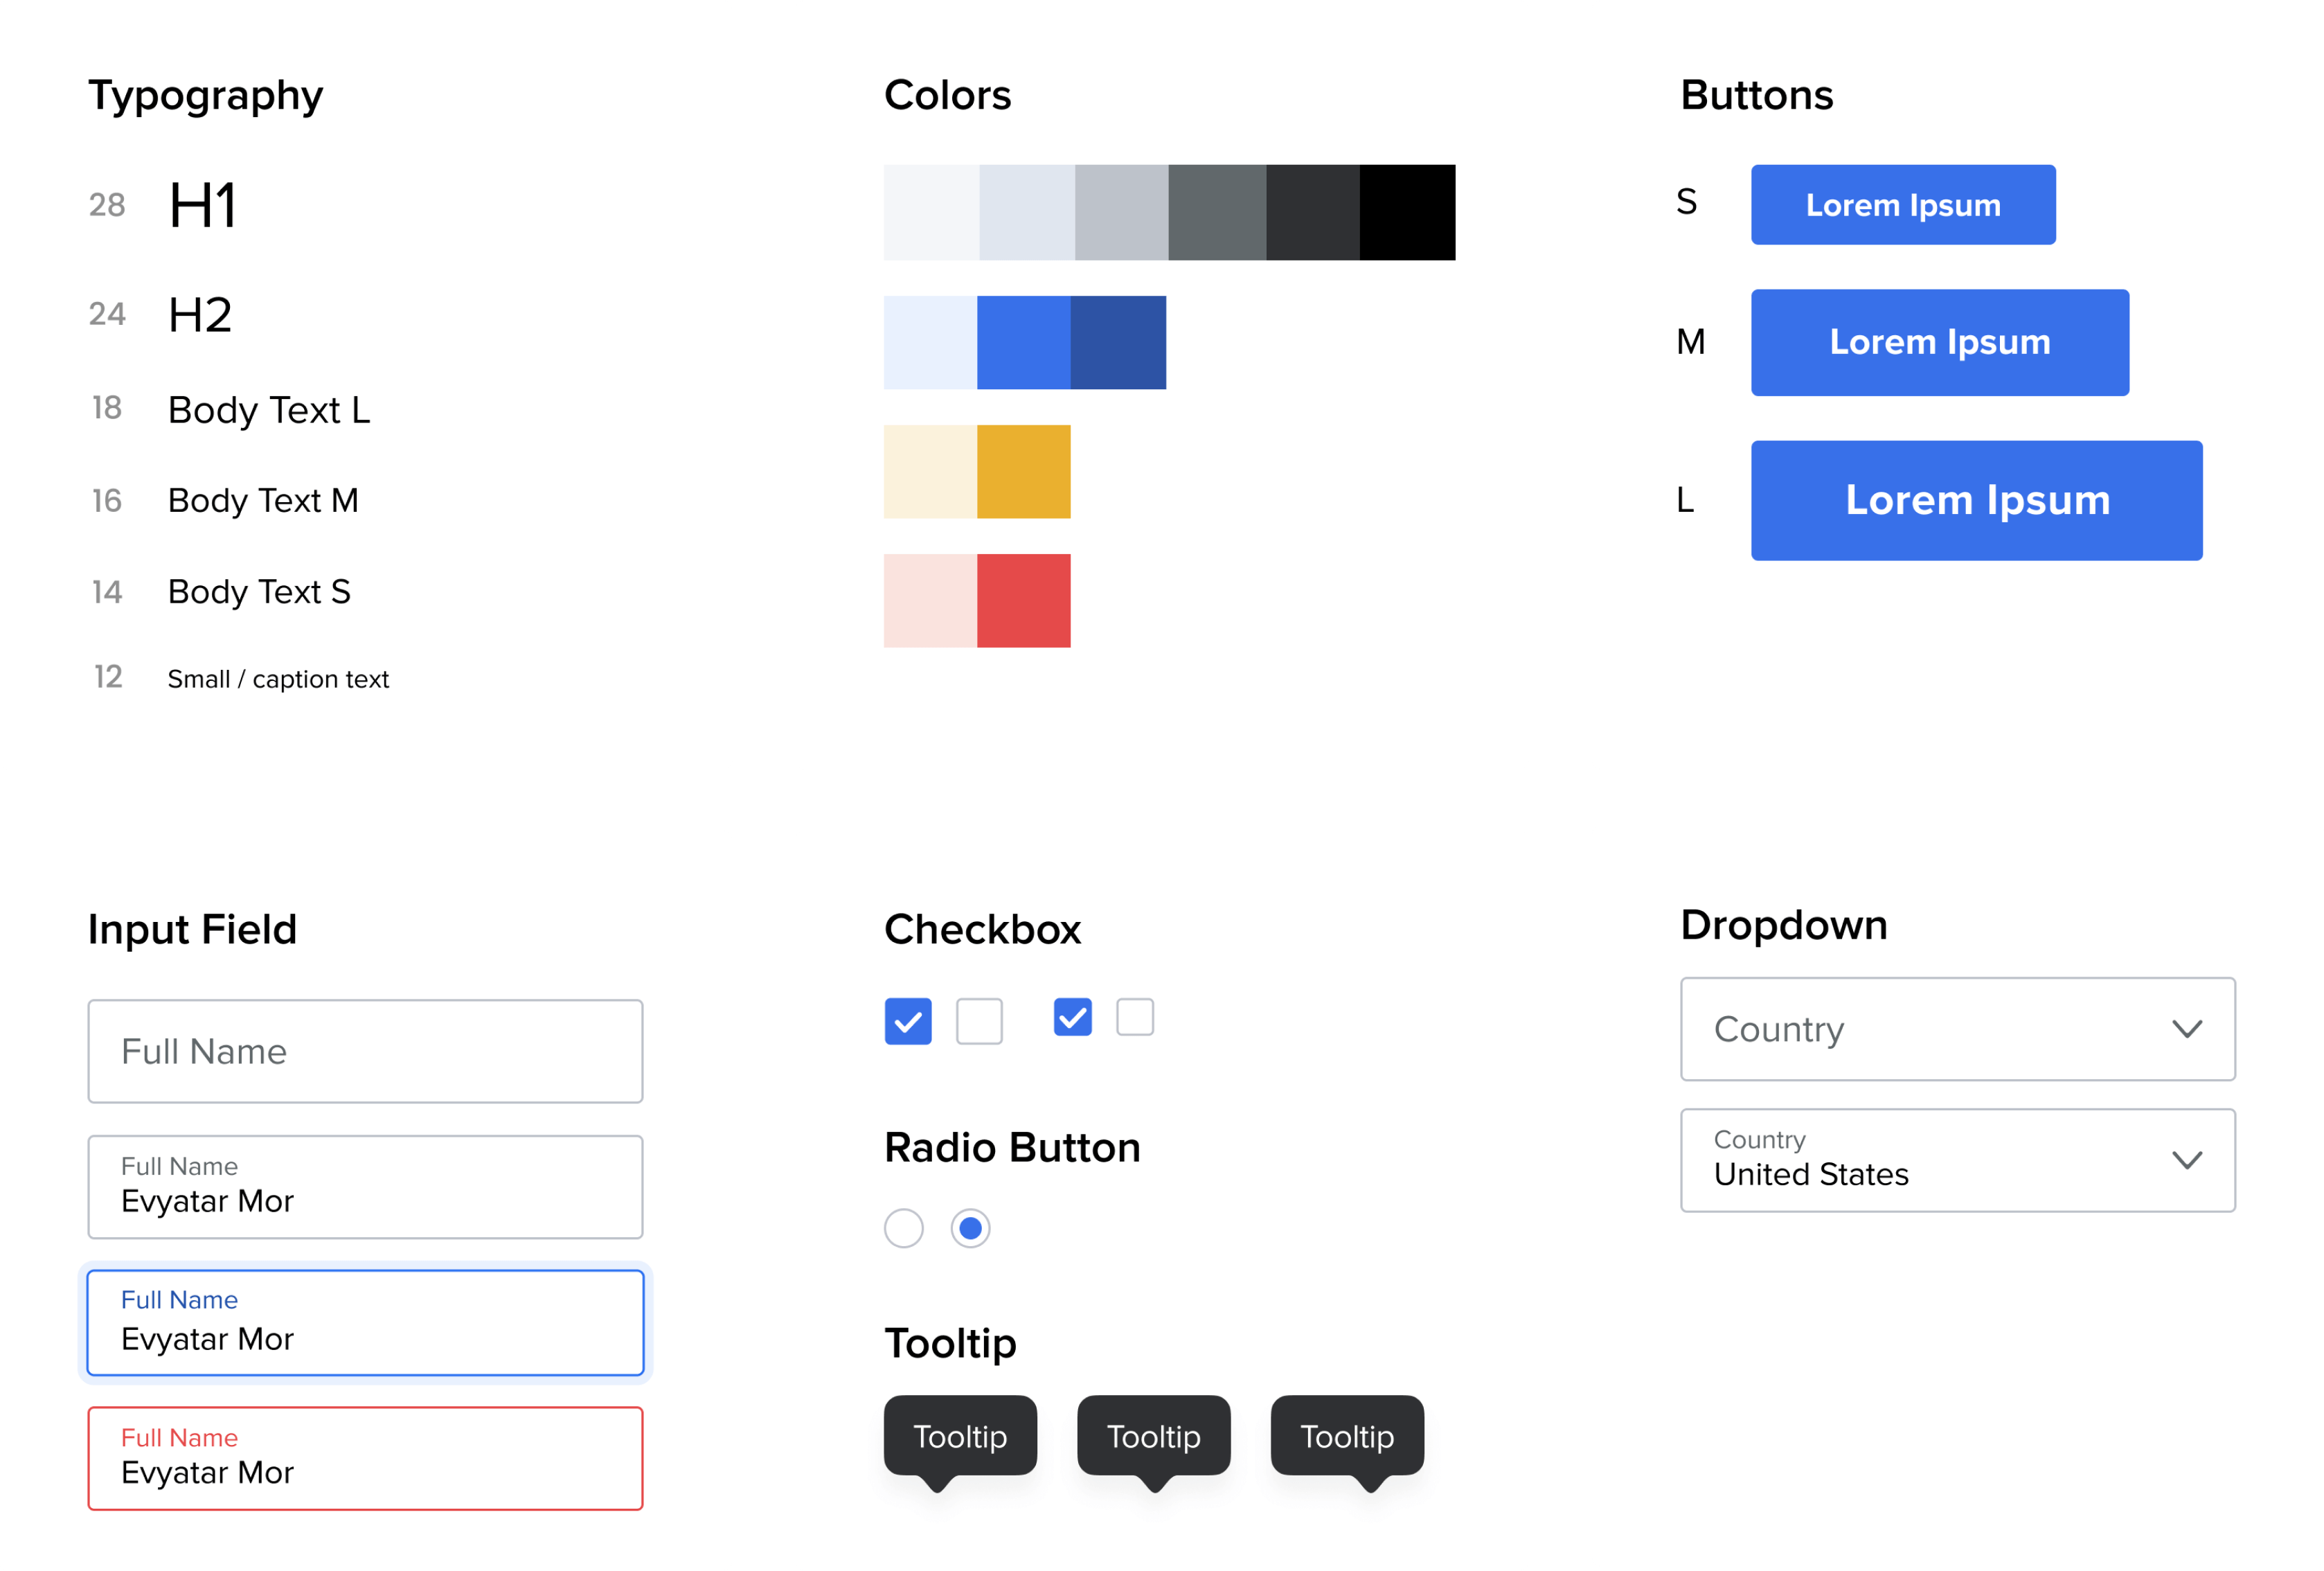 Typography
28 H1
24 H2
18 Body Text L
16 Body Text M
14 Body Text S
12 Small / caption text
Colors
Buttons
S Lorem Ipsum
M Lorem Ipsum
L Lorem Ipsum
Input Field
Full Name
Full Name
Evyatar Mor
Full Name
Evyatar Mor
Full Name
Evyatar Mor
Checkbox
Radio Button
Tooltip
Tooltip Tooltip Tooltip
Dropdown
Country
Country
United States